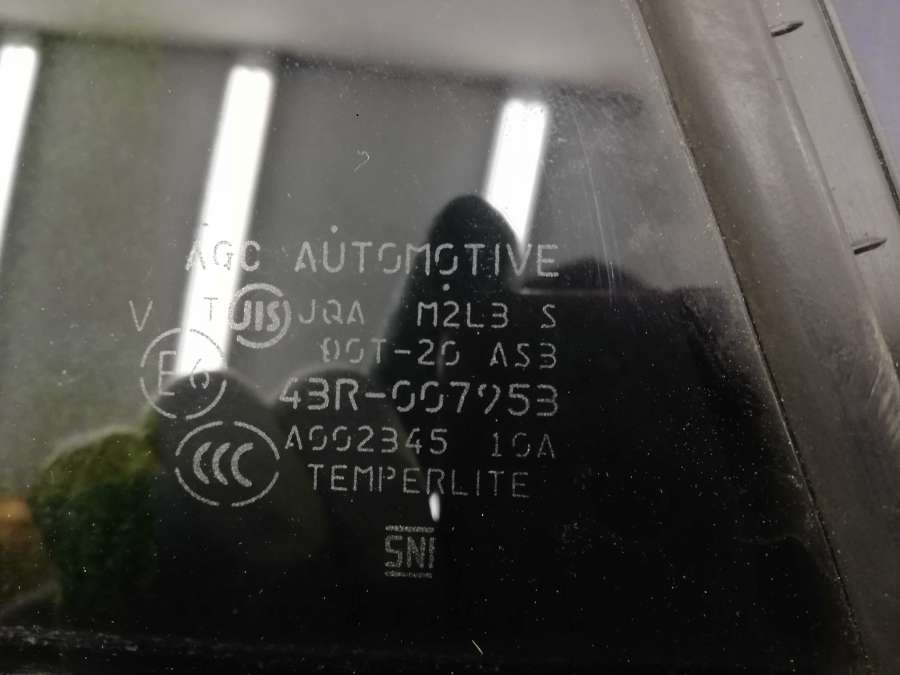 AGC AUTOMOTIVE
V T JIS JQA M2L3 S
DOT-20 AS3
E6 43R-007953
CCC A002345 10A
TEMPERLITE
SNI